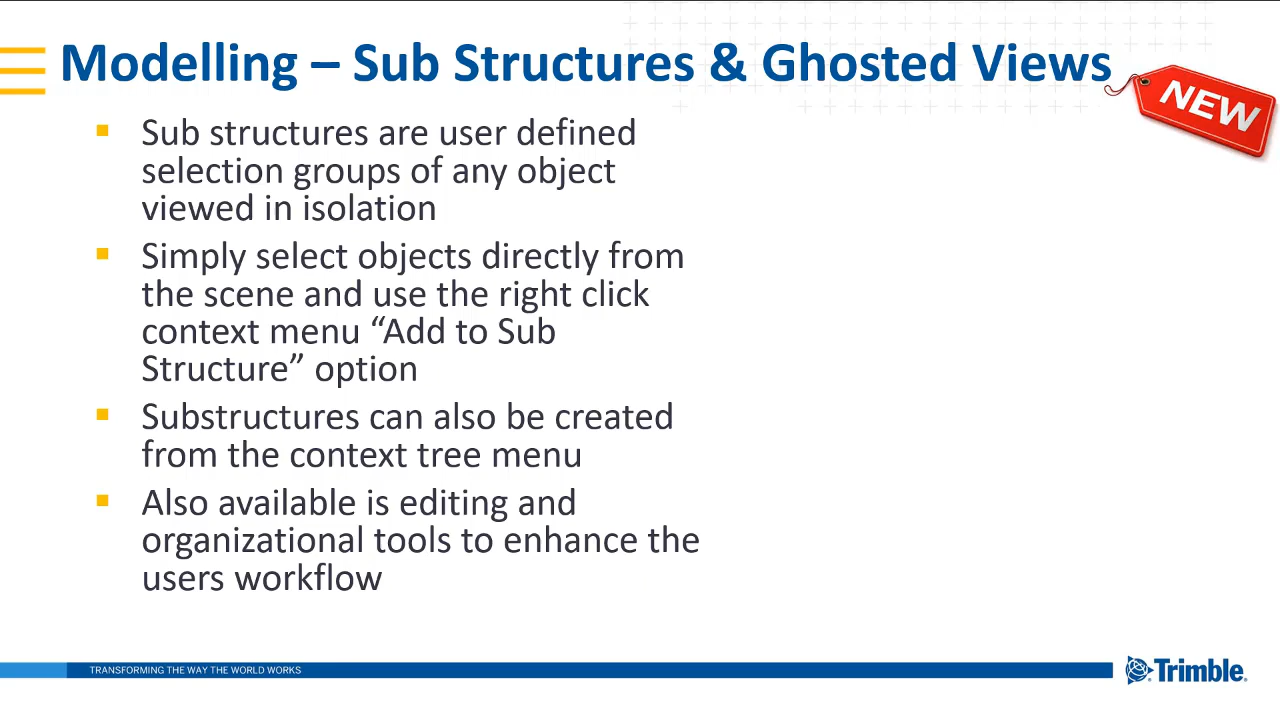 Modelling – Sub Structures & Ghosted Views
NEW
▪ Sub structures are user defined
selection groups of any object
viewed in isolation
▪ Simply select objects directly from
the scene and use the right click
context menu “Add to Sub
Structure” option
▪ Substructures can also be created
from the context tree menu
▪ Also available is editing and
organizational tools to enhance the
users workflow
TRANSFORMING THE WAY THE WORLD WORKS
Trimble.